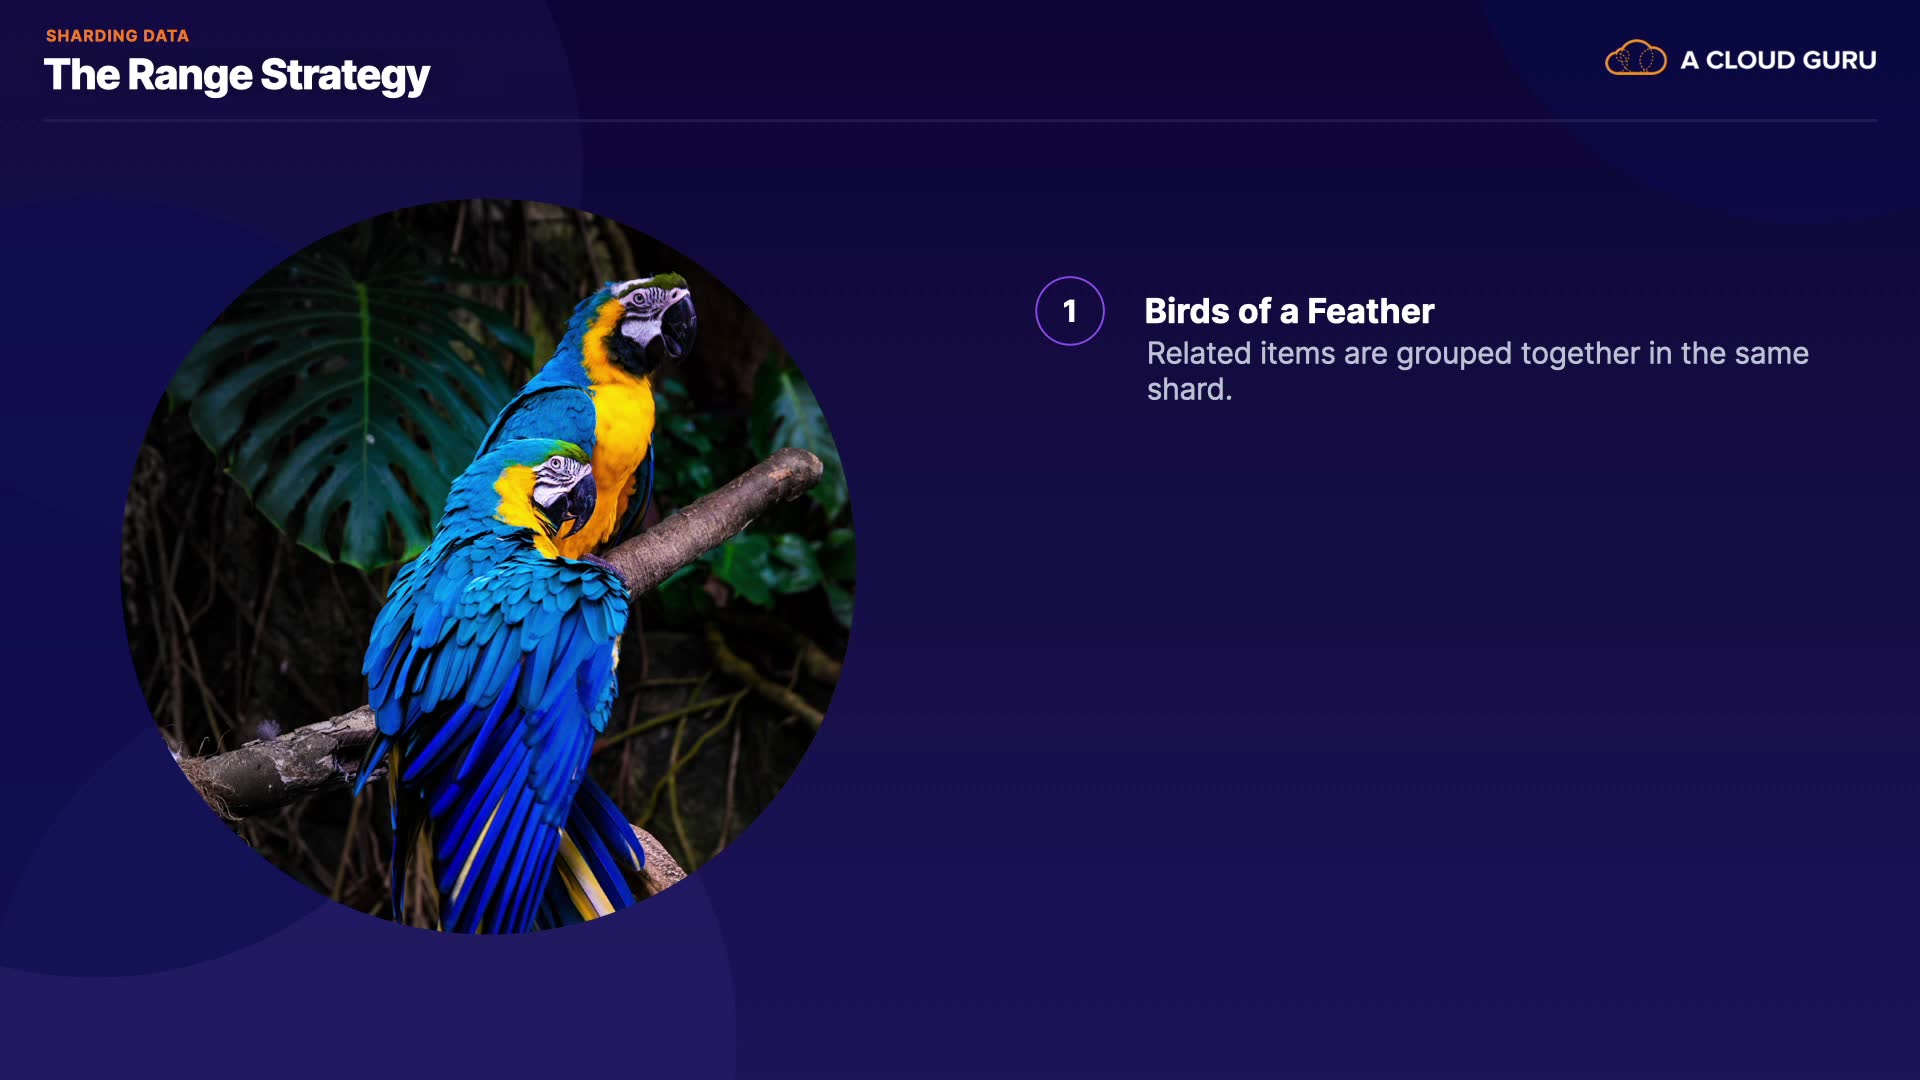 SHARDING DATA
The Range Strategy
A CLOUD GURU
1
Birds of a Feather
Related items are grouped together in the same
shard.